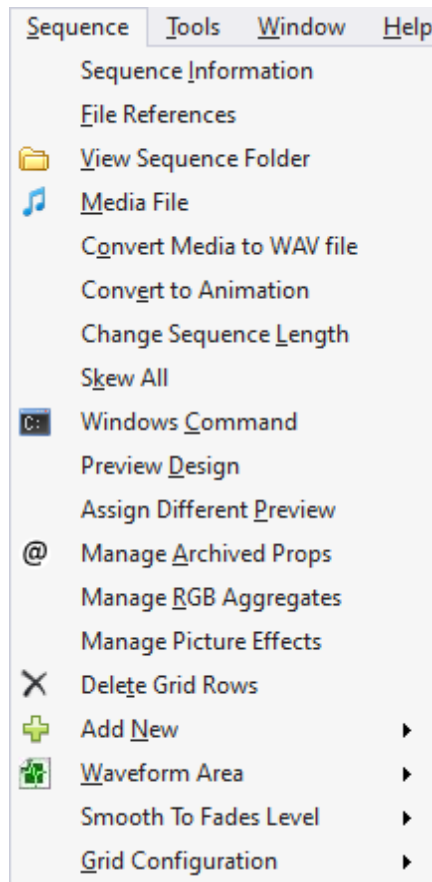 Sequence Tools Window Help
Sequence Information
File References
View Sequence Folder
Media File
Convert Media to WAV file
Convert to Animation
Change Sequence Length
Skew All
C:
Windows Command
Preview Design
Assign Different Preview
@
Manage Archived Props
Manage RGB Aggregates
Manage Picture Effects
Delete Grid Rows
Add New
Waveform Area
Smooth To Fades Level
Grid Configuration